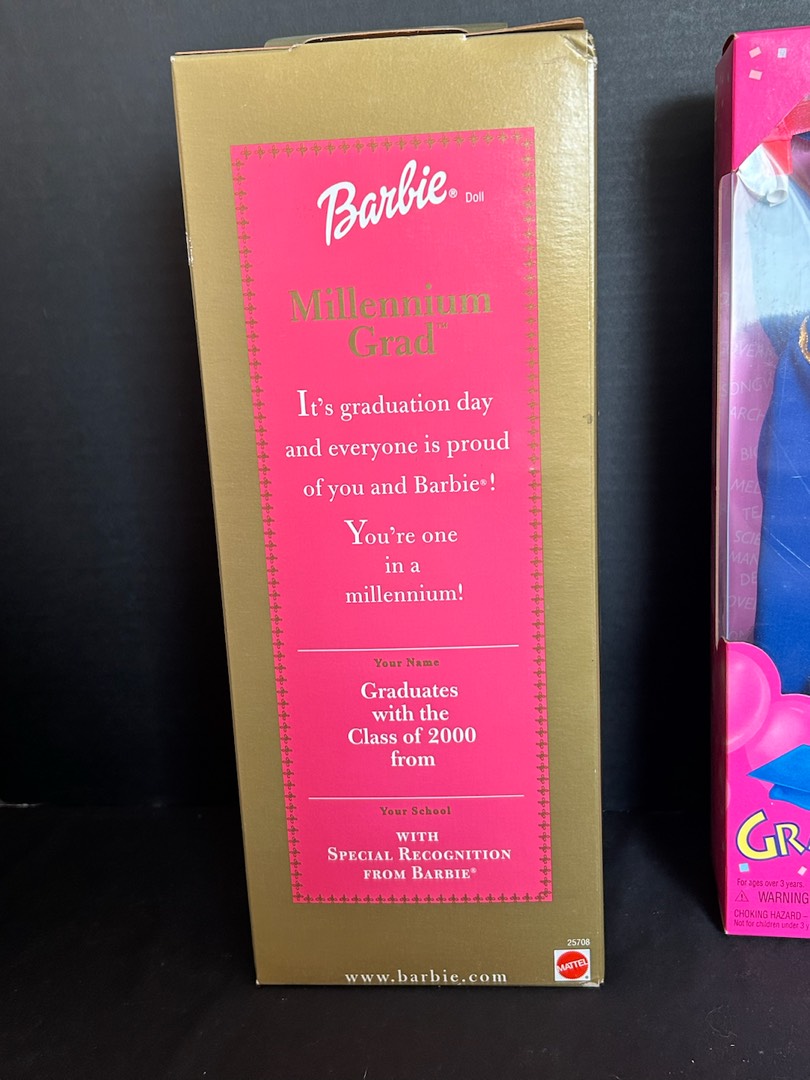 Barbie® Doll
Millennium
Grad™
It's graduation day
and everyone is proud
of you and Barbie®!
You're one
in a
millennium!
Your Name
Graduates
with the
Class of 2000
from
Your School
WITH
SPECIAL RECOGNITION
FROM BARBIE®
25708
MATTEL
www.barbie.com
For ages over 3 years.
⚠ WARNING
CHOKING HAZARD –
Not for children under 3 y